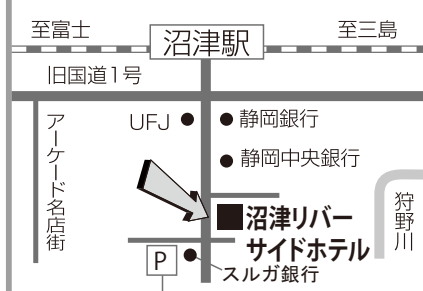 至富士
至三島
沼津駅
旧国道1号
UFJ
静岡銀行
静岡中央銀行
アーケード名店街
狩野川
沼津リバー
サイドホテル
P
スルガ銀行